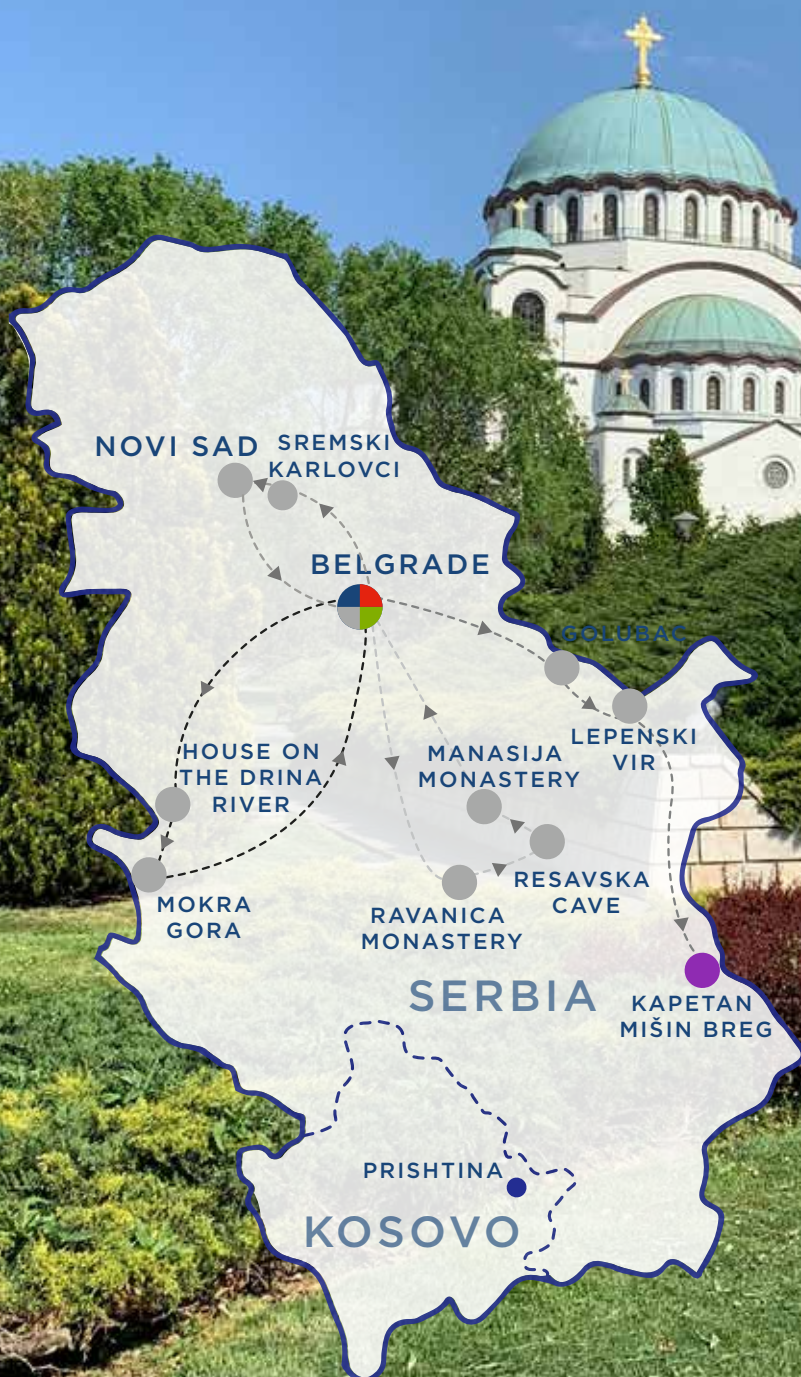 NOVI SAD
SREMSKI
KARLOVCI
BELGRADE
GOLUBAC
LEPENSKI
VIR
HOUSE ON
THE DRINA
RIVER
MANASIJA
MONASTERY
MOKRA
GORA
RAVANICA
MONASTERY
RESAVSKA
CAVE
SERBIA
KAPETAN
MIŠIN BREG
PRISHTINA
KOSOVO